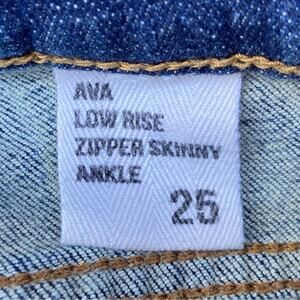 AVA
LOW RISE
ZIPPER SKINNY
ANKLE
25